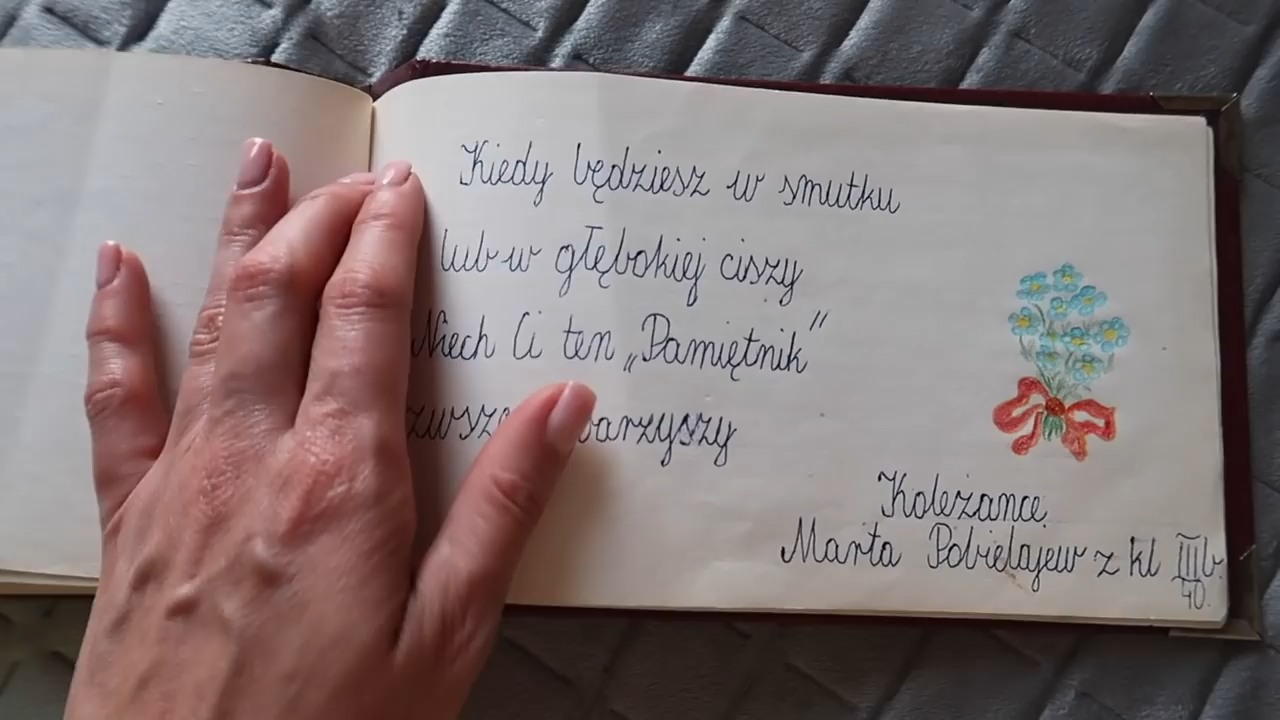 Kiedy będziesz w smutku
lub w głębokiej ciszy
Niech Ci ten „Pamiętnik"
Koleżance
Marta Pobielajew z kl IIIb.
40.